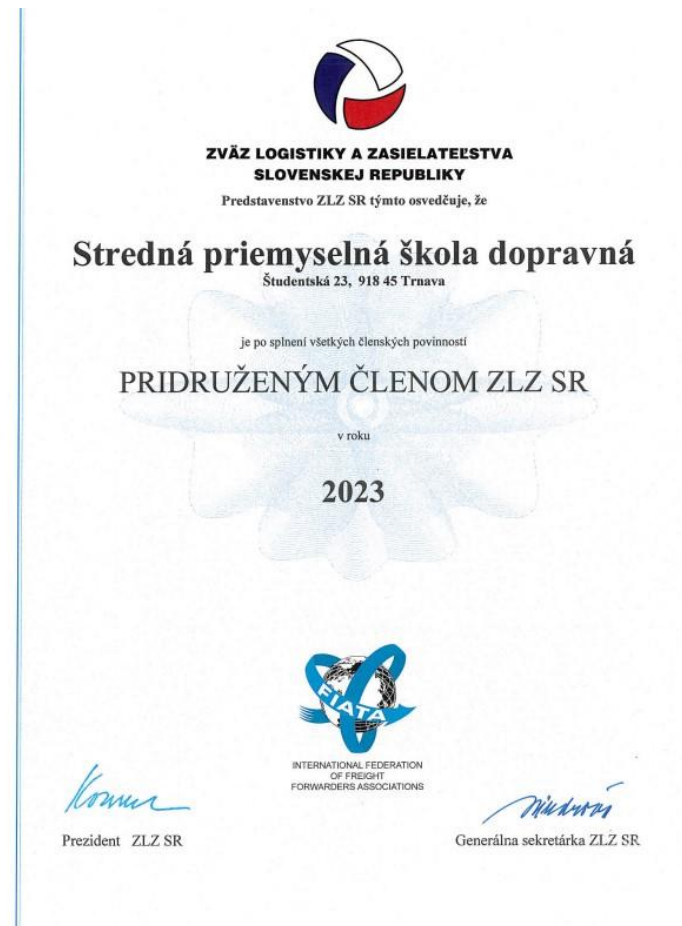 ZVÄZ LOGISTIKY A ZASIELATEĽSTVA
SLOVENSKEJ REPUBLIKY
Predstavenstvo ZLZ SR týmto osvedčuje, že
Stredná priemyselná škola dopravná
Študentská 23, 918 45 Trnava
je po splnení všetkých členských povinností
PRIDRUŽENÝM ČLENOM ZLZ SR
v roku
2023
FIATA
INTERNATIONAL FEDERATION
OF FREIGHT
FORWARDERS ASSOCIATIONS
Prezident ZLZ SR
Generálna sekretárka ZLZ SR